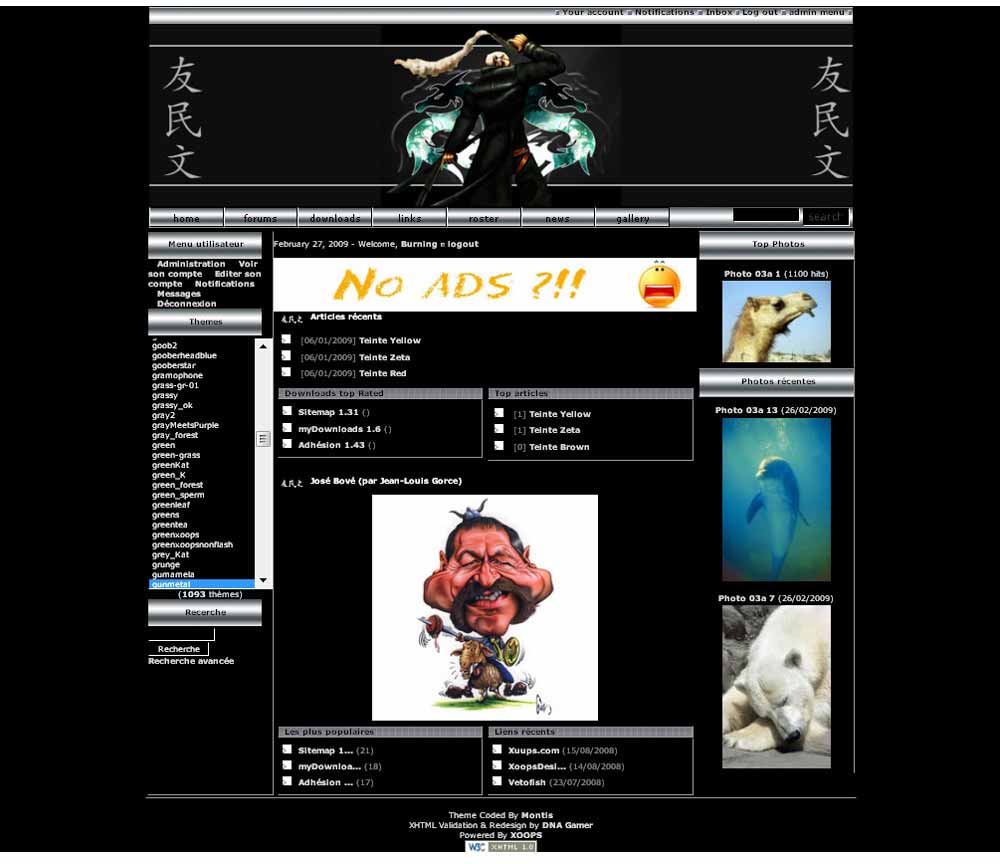 Your account Notifications Inbox Log out admin menu
友 友
民 民
文 文
home forums downloads links roster news gallery search
Menu utilisateur
Administration Voir
son compte Editer son
compte Notifications
Messages
Déconnexion
Themes
goob2
gooberheadblue
gooberstar
gramophone
grass-gr-01
grassy
grassy_ok
gray2
grayMeetsPurple
gray_forest
green
green-grass
greenKat
green_K
green_forest
green_sperm
greenleaf
greens
greentea
greenxoops
greenxoopsnonflash
grey_Kat
grunge
gumamela
gunmetal
(1093 thèmes)
Recerche
Recherche
Recherche avancée
February 27, 2009 - Welcome, Burning logout
No ADS ?!!
Articles récents
[06/01/2009] Teinte Yellow
[06/01/2009] Teinte Zeta
[06/01/2009] Teinte Red
Downloads top Rated
Sitemap 1.31 ()
myDownloads 1.6 ()
Adhésion 1.43 ()
Top articles
[1] Teinte Yellow
[1] Teinte Zeta
[0] Teinte Brown
José Bové (par Jean-Louis Gorce)
Les plus populaires
Sitemap 1... (21)
myDownloa... (18)
Adhésion ... (17)
Liens récents
Xuups.com (15/08/2008)
XoopsDesi... (14/08/2008)
Vetofish (23/07/2008)
Top Photos
Photo 03a 1 (1100 hits)
Photos récentes
Photo 03a 13 (26/02/2009)
Photo 03a 7 (26/02/2009)
Theme Coded By Montis
XHTML Validation & Redesign by DNA Gamer
Powered By XOOPS
W3C XHTML 1.0